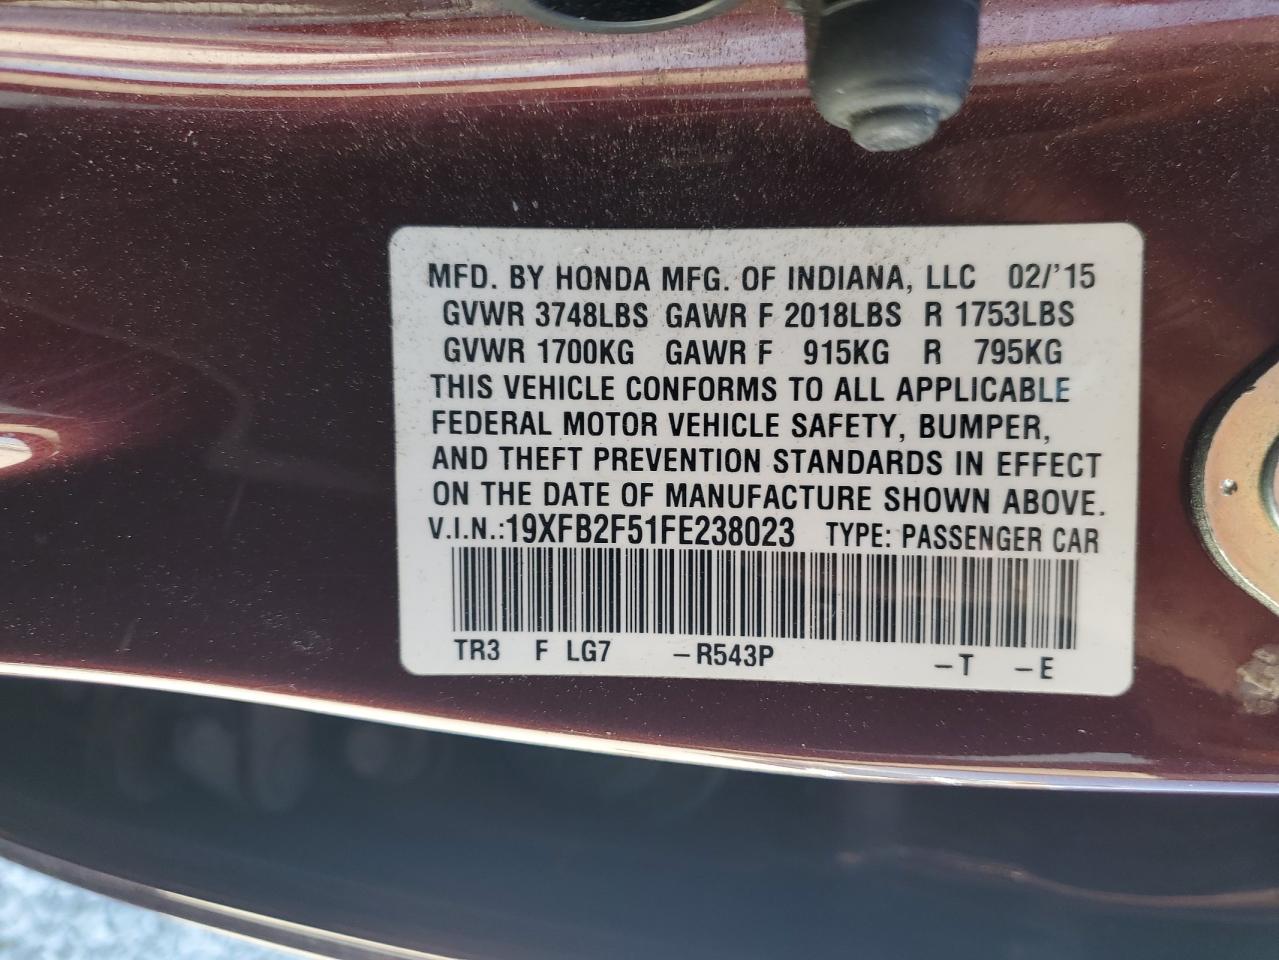 MFD. BY HONDA MFG. OF INDIANA, LLC 02/'15
GVWR 3748LBS GAWR F 2018LBS R 1753LBS
GVWR 1700KG GAWR F 915KG R 795KG
THIS VEHICLE CONFORMS TO ALL APPLICABLE
FEDERAL MOTOR VEHICLE SAFETY, BUMPER,
AND THEFT PREVENTION STANDARDS IN EFFECT
ON THE DATE OF MANUFACTURE SHOWN ABOVE.
V.I.N.:19XFB2F51FE238023 TYPE: PASSENGER CAR
TR3 F LG7 –R543P –T –E